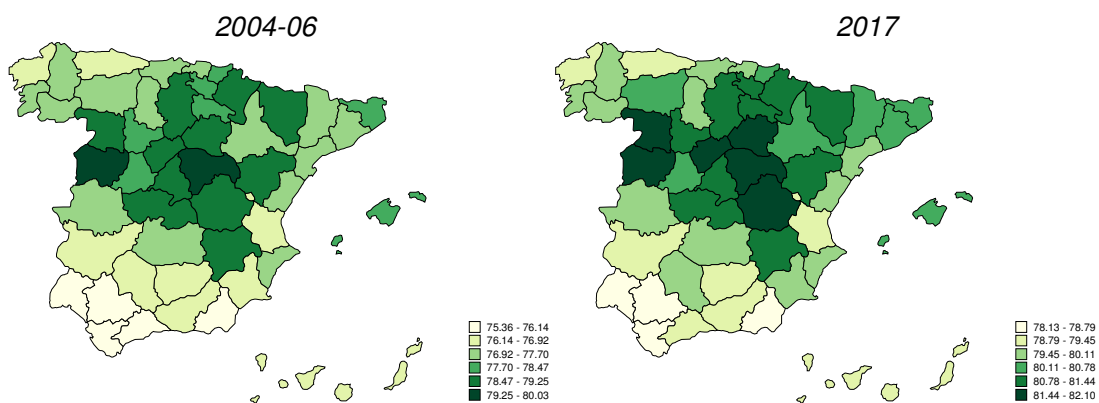 2004-06
75.36 - 76.14
76.14 - 76.92
76.92 - 77.70
77.70 - 78.47
78.47 - 79.25
79.25 - 80.03
2017
78.13 - 78.79
78.79 - 79.45
79.45 - 80.11
80.11 - 80.78
80.78 - 81.44
81.44 - 82.10